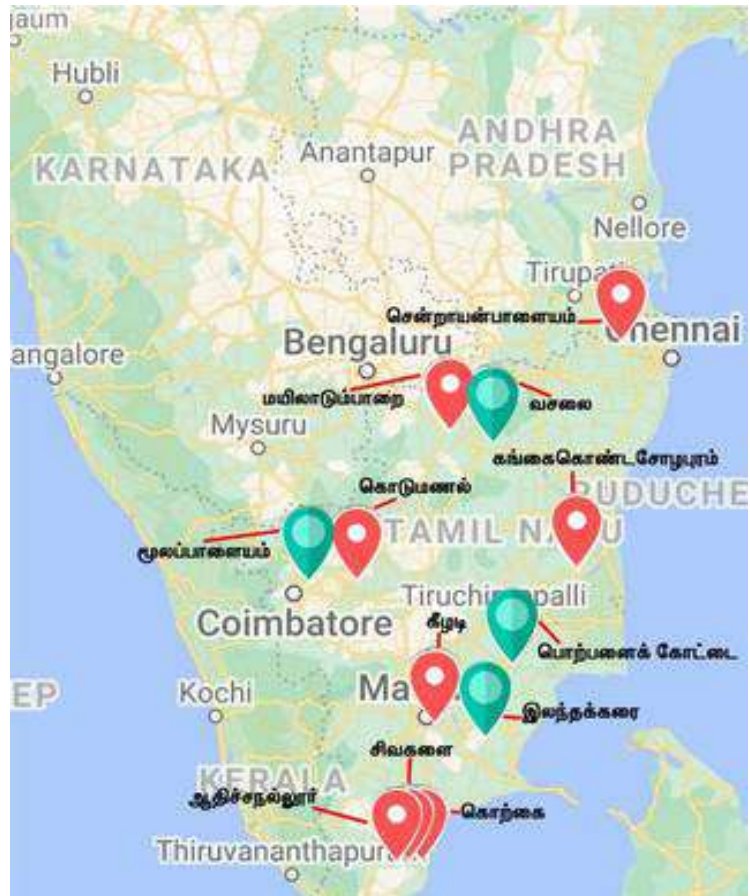 aum
Hubli
ANDHRA
PRADESH
Anantapur
KARNATAKA
Nellore
Tirupati
சென்றாயன்பாளையம்
Chennai
Bengaluru
angalore
மயிலாடும்பாறை
வசலை
Mysuru
கங்கைகொண்டசோழபுரம்
கொடுமணல்
PUDUCHE
TAMIL NADU
மூலப்பாளையம்
Tiruchirappalli
Coimbatore
கீழடி
பொற்பனைக் கோட்டை
EP
Kochi
Ma
இலந்தக்கரை
சிவகளை
KERALA
ஆதிச்சநல்லூர்
கொற்கை
Thiruvananthapuram